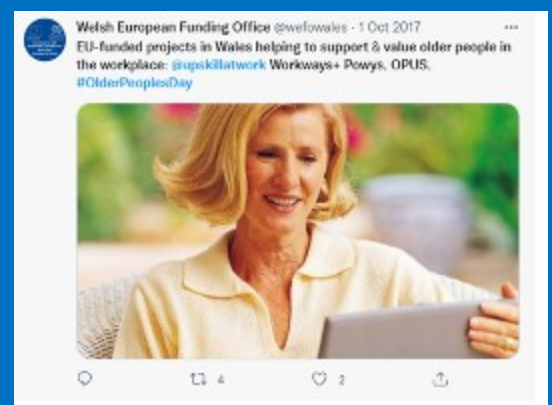 Welsh European Funding Office @wefowales · 1 Oct 2017
EU-funded projects in Wales helping to support & value older people in
the workplace: @upskillatwork Workways+ Powys, OPUS.
#OlderPeoplesDay
4 2